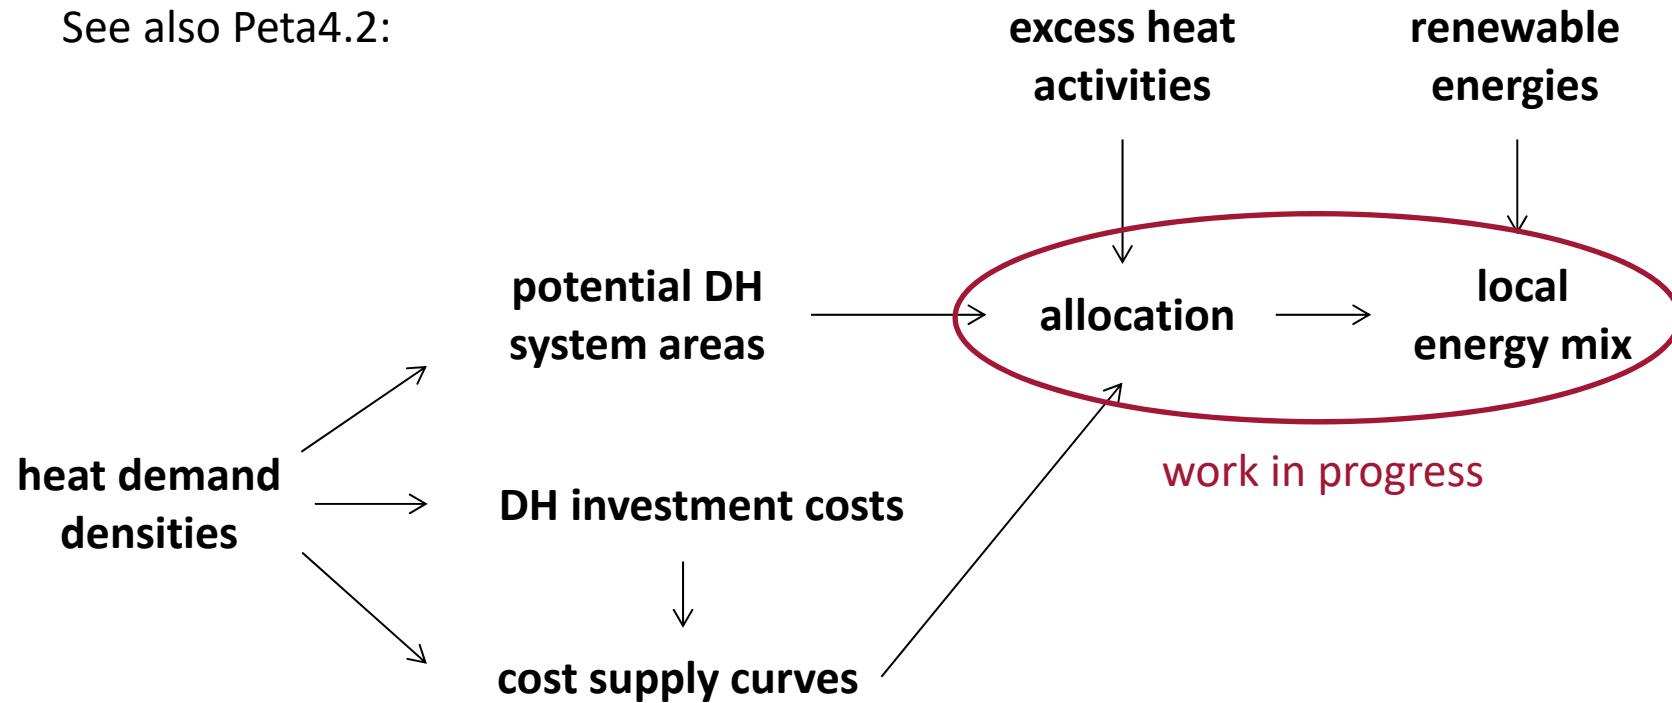 See also Peta4.2:
excess heat
activities
renewable
energies
potential DH
system areas
allocation
local
energy mix
heat demand
densities
DH investment costs
work in progress
cost supply curves